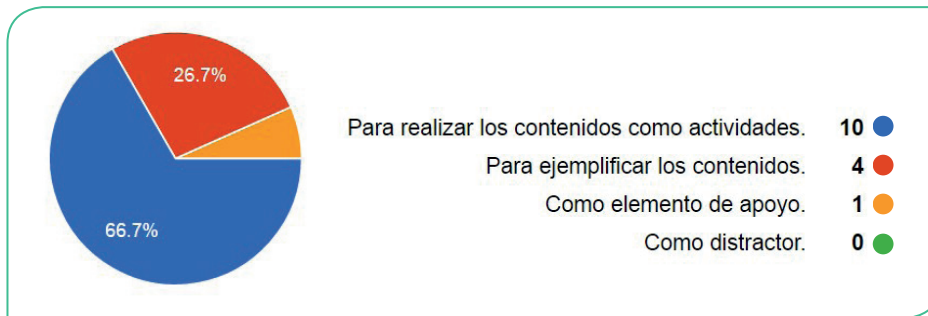 26.7%
66.7%
Para realizar los contenidos como actividades. 10
Para ejemplificar los contenidos. 4
Como elemento de apoyo. 1
Como distractor. 0